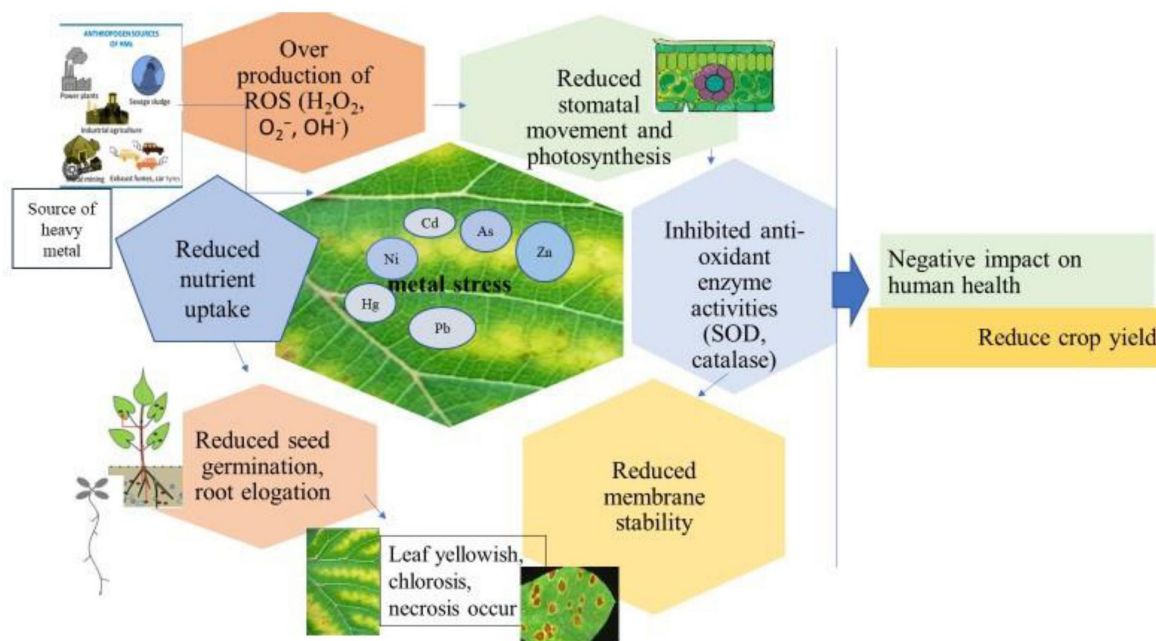 ANTHROPOGEN SOURCES
OF HMs
Power plants
Sewage sludge
Industrial agriculture
mining
Exhaust fumes, car tyres
Source of
heavy
metal
Over
production of
ROS (H₂O₂,
O₂⁻, OH⁻)
Reduced
stomatal
movement and
photosynthesis
Reduced
nutrient
uptake
Cd
As
Zn
Ni
metal stress
Hg
Pb
Inhibited anti-
oxidant
enzyme
activities
(SOD,
catalase)
Negative impact on
human health
Reduce crop yield
Reduced seed
germination,
root elogation
Reduced
membrane
stability
Leaf yellowish,
chlorosis,
necrosis occur